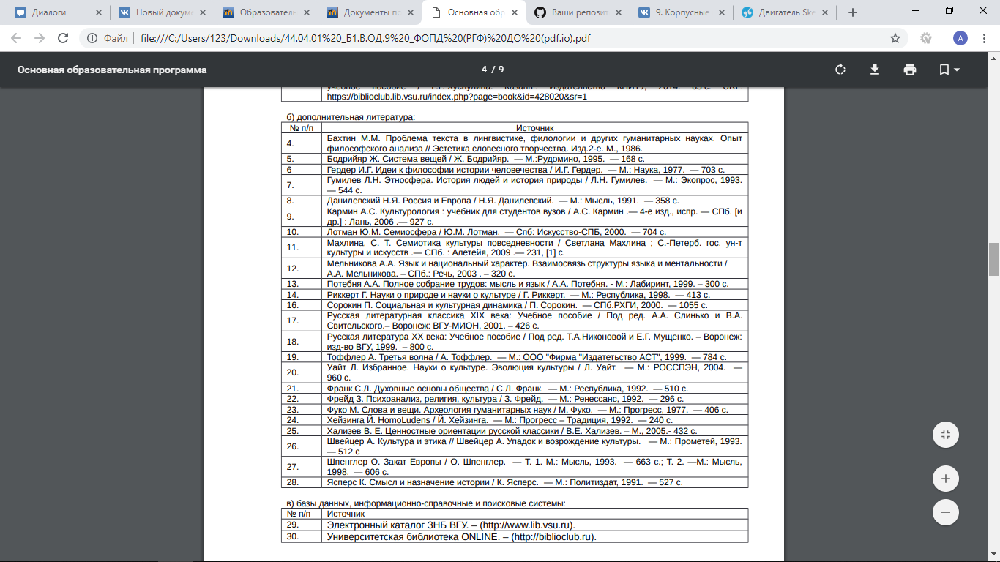 Диалоги
Новый докум
Образователь
Документы по
Основная обр
Ваши репозит
9. Корпусные
Двигатель Ske
Файл file:///C:/Users/123/Downloads/44.04.01%20_Б1.В.ОД.9%20_ФОПД%20(РГФ)%20ДО%20(pdf.io).pdf
А
Основная образовательная программа
4 / 9
https://biblioclub.lib.vsu.ru/index.php?page=book&id=428020&sr=1
б) дополнительная литература:
№ п/п Источник
4. Бахтин М.М. Проблема текста в лингвистике, филологии и других гуманитарных науках. Опыт
философского анализа // Эстетика словесного творчества. Изд.2-е. М., 1986.
5. Бодрийяр Ж. Система вещей / Ж. Бодрийяр. — М.:Рудомино, 1995. — 168 с.
6 Гердер И.Г. Идеи к философии истории человечества / И.Г. Гердер. — М.: Наука, 1977. — 703 с.
7. Гумилев Л.Н. Этносфера. История людей и история природы / Л.Н. Гумилев. — М.: Экопрос, 1993.
— 544 с.
8. Данилевский Н.Я. Россия и Европа / Н.Я. Данилевский. — М.: Мысль, 1991. — 358 с.
9. Кармин А.С. Культурология : учебник для студентов вузов / А.С. Кармин .— 4-е изд., испр. — СПб. [и
др.] : Лань, 2006 .— 927 с.
10. Лотман Ю.М. Семиосфера / Ю.М. Лотман. — Спб: Искусство-СПБ, 2000. — 704 с.
11. Махлина, С. Т. Семиотика культуры повседневности / Светлана Махлина ; С.-Петерб. гос. ун-т
культуры и искусств .— СПб. : Алетейя, 2009 .— 231, [1] с.
12. Мельникова А.А. Язык и национальный характер. Взаимосвязь структуры языка и ментальности /
А.А. Мельникова. – СПб.: Речь, 2003 . – 320 с.
13. Потебня А.А. Полное собрание трудов: мысль и язык / А.А. Потебня. - М.: Лабиринт, 1999. – 300 с.
14. Риккерт Г. Науки о природе и науки о культуре / Г. Риккерт. — М.: Республика, 1998. — 413 с.
16. Сорокин П. Социальная и культурная динамика / П. Сорокин. — СПб.РХГИ, 2000. — 1055 с.
17. Русская литературная классика XIX века: Учебное пособие / Под ред. А.А. Слинько и В.А.
Свительского.– Воронеж: ВГУ-МИОН, 2001. – 426 с.
18. Русская литература XX века: Учебное пособие / Под ред. Т.А.Никоновой и Е.Г. Мущенко. – Воронеж:
изд-во ВГУ, 1999. – 800 с.
19. Тоффлер А. Третья волна / А. Тоффлер. — М.: ООО "Фирма "Издатетьство АСТ", 1999. — 784 с.
20. Уайт Л. Избранное. Науки о культуре. Эволюция культуры / Л. Уайт. — М.: РОССПЭН, 2004. —
960 с.
21. Франк С.Л. Духовные основы общества / С.Л. Франк. — М.: Республика, 1992. — 510 с.
22. Фрейд З. Психоанализ, религия, культура / З. Фрейд. — М.: Ренессанс, 1992. — 296 с.
23. Фуко М. Слова и вещи. Археология гуманитарных наук / М. Фуко. — М.: Прогресс, 1977. — 406 с.
24. Хейзинга Й. HomoLudens / Й. Хейзинга. — М.: Прогресс – Традиция, 1992. — 240 с.
25. Хализев В. Е. Ценностные ориентации русской классики / В.Е. Хализев. – М., 2005.- 432 с.
26. Швейцер А. Культура и этика // Швейцер А. Упадок и возрождение культуры. — М.: Прометей, 1993.
— 512 с
27. Шпенглер О. Закат Европы / О. Шпенглер. — Т. 1. М.: Мысль, 1993. — 663 с.; Т. 2. —М.: Мысль,
1998. — 606 с.
28. Ясперс К. Смысл и назначение истории / К. Ясперс. — М.: Политиздат, 1991. — 527 с.
в) базы данных, информационно-справочные и поисковые системы:
№ п/п Источник
29. Электронный каталог ЗНБ ВГУ. – (http://www.lib.vsu.ru).
30. Университетская библиотека ONLINE. – (http://biblioclub.ru).